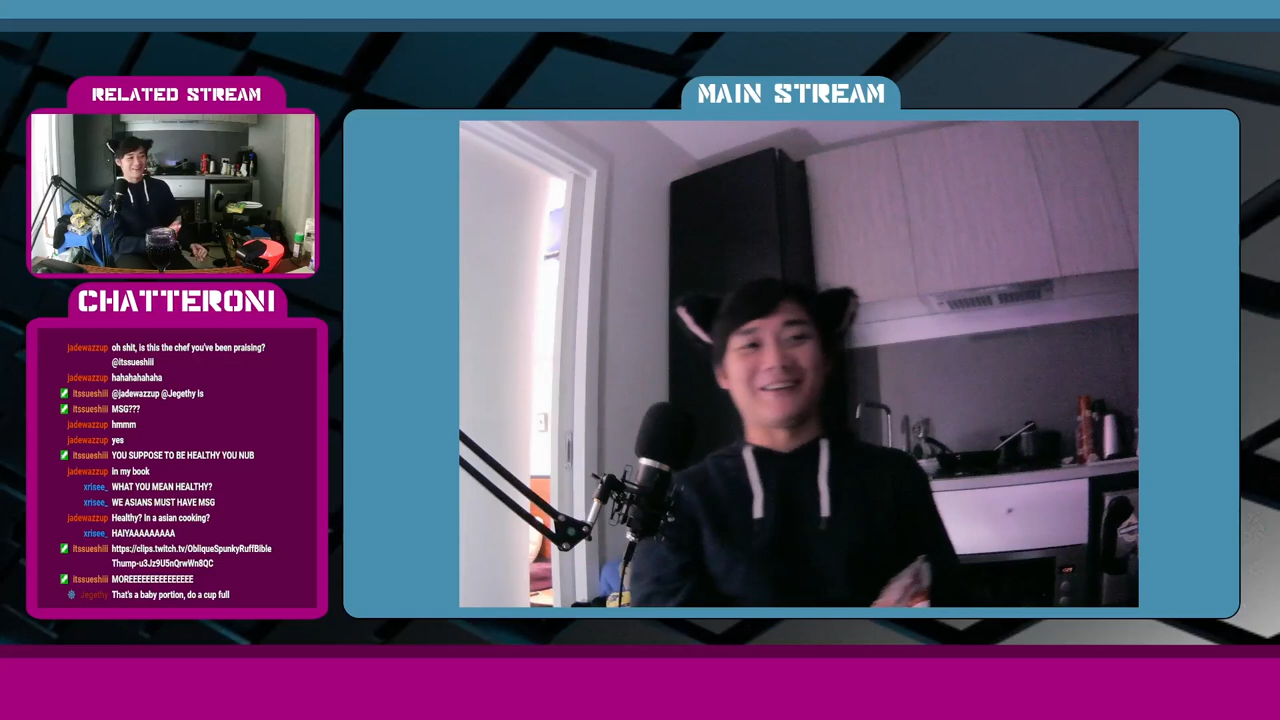 RELATED STREAM
MAIN STREAM
CHATTERONI
jadewazzup oh shit, is this the chef you've been praising?
@itssueshiii
jadewazzup hahahahahaha
itssueshiii @jadewazzup @Jegethy Is
itssueshiii MSG???
jadewazzup hmmm
jadewazzup yes
itssueshiii YOU SUPPOSE TO BE HEALTHY YOU NUB
jadewazzup in my book
xrisee_ WHAT YOU MEAN HEALTHY?
xrisee_ WE ASIANS MUST HAVE MSG
jadewazzup Healthy? In a asian cooking?
xrisee_ HAIYAAAAAAAAA
itssueshiii https://clips.twitch.tv/ObliqueSpunkyRuffBible
Thump-u3Jz9U5nQrwWn8QC
itssueshiii MOREEEEEEEEEEEEEEE
Jegethy That's a baby portion, do a cup full